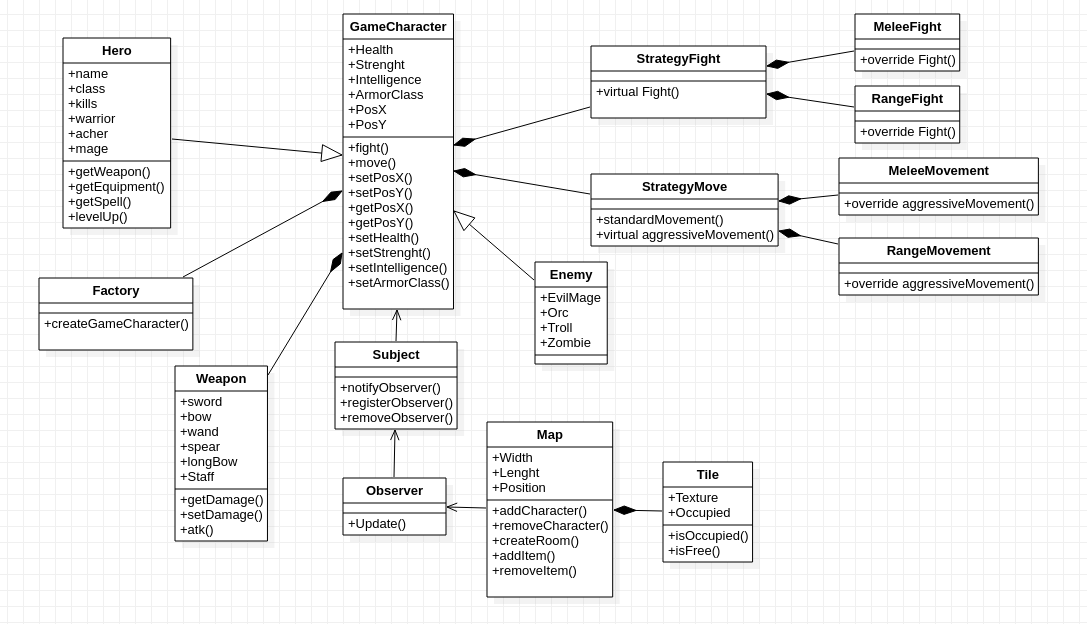 Hero
+name
+class
+kills
+warrior
+acher
+mage
+getWeapon()
+getEquipment()
+getSpell()
+levelUp()
GameCharacter
+Health
+Strenght
+Intelligence
+ArmorClass
+PosX
+PosY
+fight()
+move()
+setPosX()
+setPosY()
+getPosX()
+getPosY()
+setHealth()
+setStrenght()
+setIntelligence()
+setArmorClass()
StrategyFight
+virtual Fight()
MeleeFight
+override Fight()
RangeFight
+override Fight()
StrategyMove
+standardMovement()
+virtual aggressiveMovement()
MeleeMovement
+override aggressiveMovement()
RangeMovement
+override aggressiveMovement()
Enemy
+EvilMage
+Orc
+Troll
+Zombie
Factory
+createGameCharacter()
Weapon
+sword
+bow
+wand
+spear
+longBow
+Staff
+getDamage()
+setDamage()
+atk()
Subject
+notifyObserver()
+registerObserver()
+removeObserver()
Observer
+Update()
Map
+Width
+Lenght
+Position
+addCharacter()
+removeCharacter()
+createRoom()
+addItem()
+removeItem()
Tile
+Texture
+Occupied
+isOccupied()
+isFree()